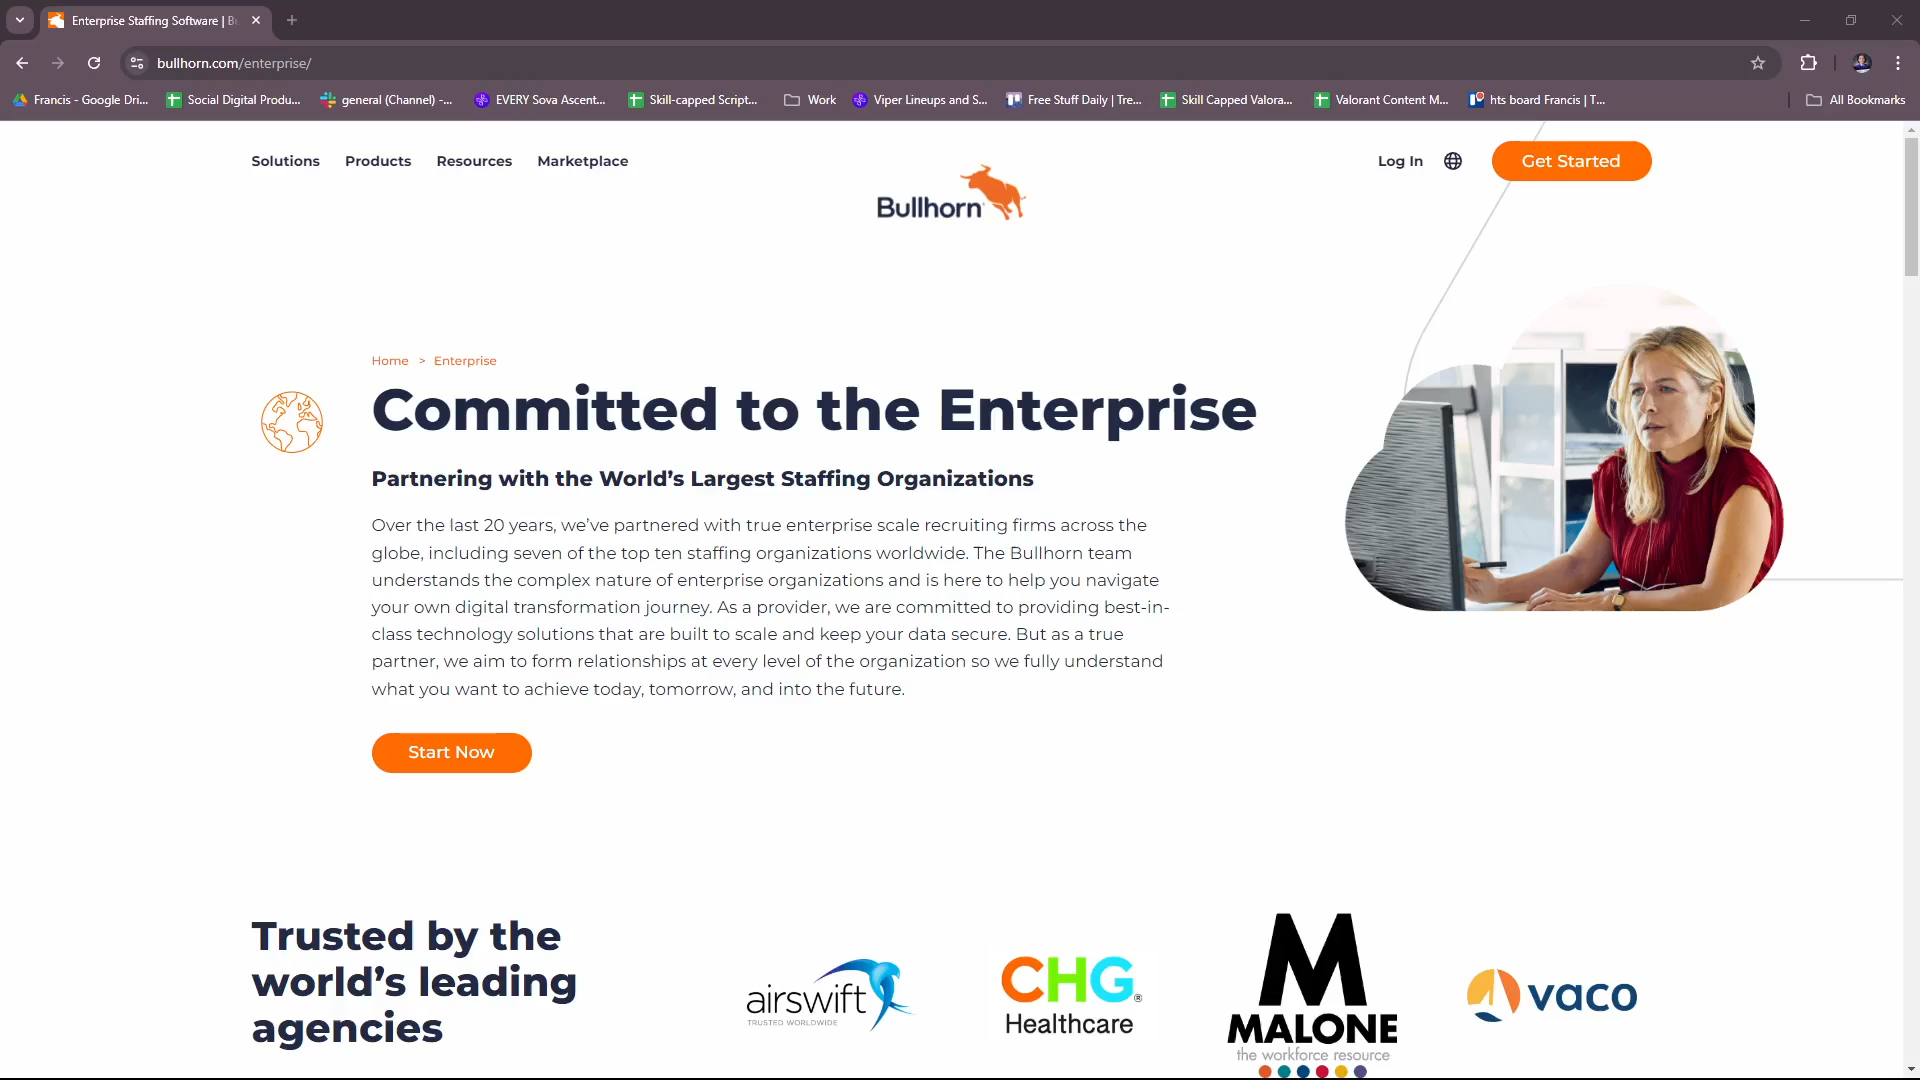 Enterprise Staffing Software | Bu
bullhorn.com/enterprise/
Francis - Google Dri...
Social Digital Produ...
general (Channel) -...
EVERY Sova Ascent...
Skill-capped Script...
Work
Viper Lineups and S...
Free Stuff Daily | Tre...
Skill Capped Valora...
Valorant Content M...
hts board Francis | T...
All Bookmarks
Solutions
Products
Resources
Marketplace
Bullhorn
Log In
Get Started
Home > Enterprise
Committed to the Enterprise
Partnering with the World's Largest Staffing Organizations
Over the last 20 years, we've partnered with true enterprise scale recruiting firms across the
globe, including seven of the top ten staffing organizations worldwide. The Bullhorn team
understands the complex nature of enterprise organizations and is here to help you navigate
your own digital transformation journey. As a provider, we are committed to providing best-in-
class technology solutions that are built to scale and keep your data secure. But as a true
partner, we aim to form relationships at every level of the organization so we fully understand
what you want to achieve today, tomorrow, and into the future.
Start Now
Trusted by the
world's leading
agencies
airswift
TRUSTED WORLDWIDE
CHG®
Healthcare
M
MALONE
the workforce resource
vaco